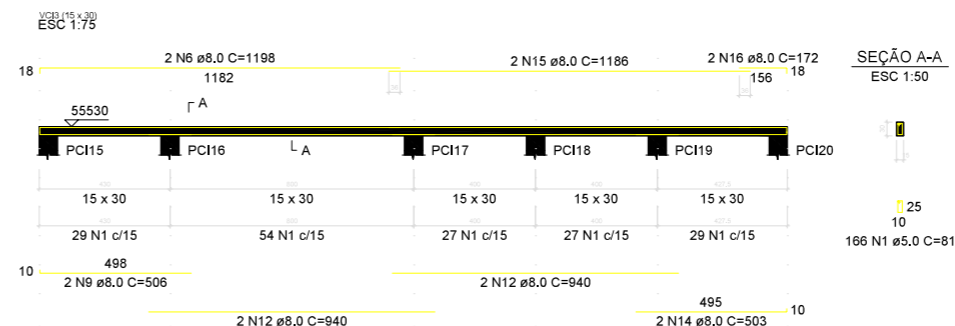 VCI3 (15 x 30)
ESC 1:75
2 N6 ø8.0 C=1198
2 N15 ø8.0 C=1186
2 N16 ø8.0 C=172
18
1182
156
18
SEÇÃO A-A
ESC 1:50
A
55530
PCI15
PCI16
A
PCI17
PCI18
PCI19
PCI20
15 x 30
15 x 30
15 x 30
15 x 30
15 x 30
25
10
29 N1 c/15
54 N1 c/15
27 N1 c/15
27 N1 c/15
29 N1 c/15
166 N1 ø5.0 C=81
10
498
2 N9 ø8.0 C=506
2 N12 ø8.0 C=940
495
10
2 N12 ø8.0 C=940
2 N14 ø8.0 C=503